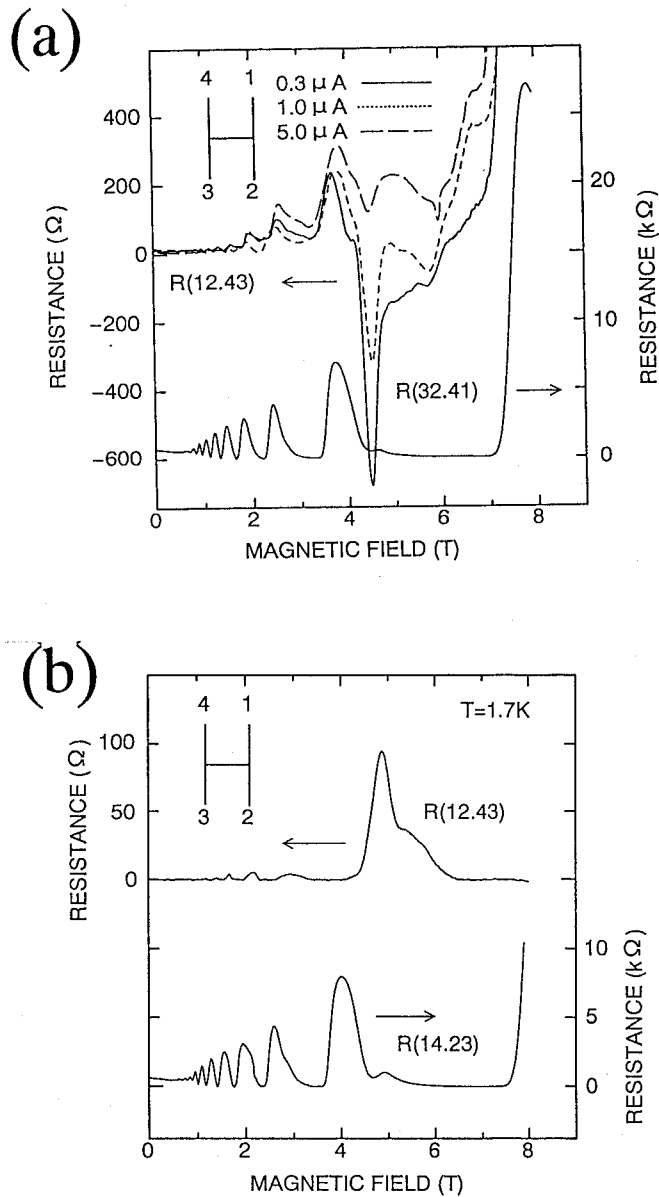 (a)
4 1
3 2
0.3 μ A
1.0 μ A
5.0 μ A
400
200
0
−200
−400
−600
RESISTANCE (Ω)
R(12.43)
R(32.41)
20
10
0
RESISTANCE (kΩ)
0 2 4 6 8
MAGNETIC FIELD (T)
(b)
4 1
3 2
T=1.7K
100
50
0
RESISTANCE (Ω)
R(12.43)
10
5
0
RESISTANCE (kΩ)
R(14.23)
0 2 4 6 8
MAGNETIC FIELD (T)